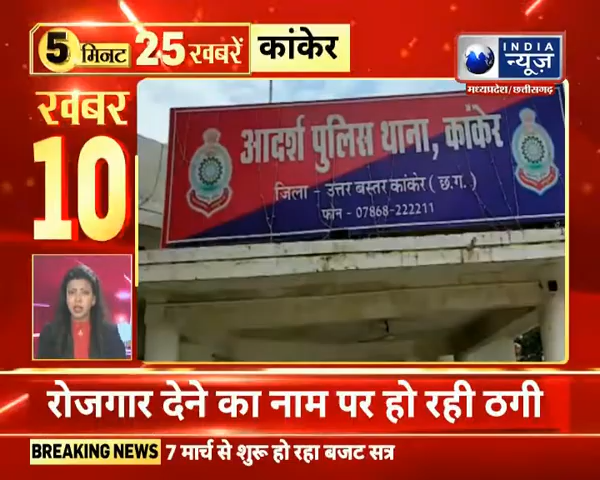 5 मिनट 25 खबरें कांकेर
INDIA
न्यूज़
मध्यप्रदेश/छत्तीसगढ़
खबर
10
आदर्श पुलिस थाना, कांकेर
जिला - उत्तर बस्तर कांकेर ( छ.ग. )
फोन - 07868-222211
रोजगार देने का नाम पर हो रही ठगी
BREAKING NEWS 7 मार्च से शुरू हो रहा बजट सत्र